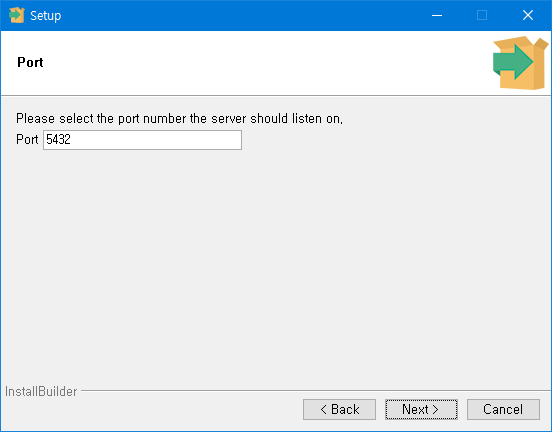 Setup
Port
Please select the port number the server should listen on.
Port 5432
InstallBuilder
< Back Next > Cancel